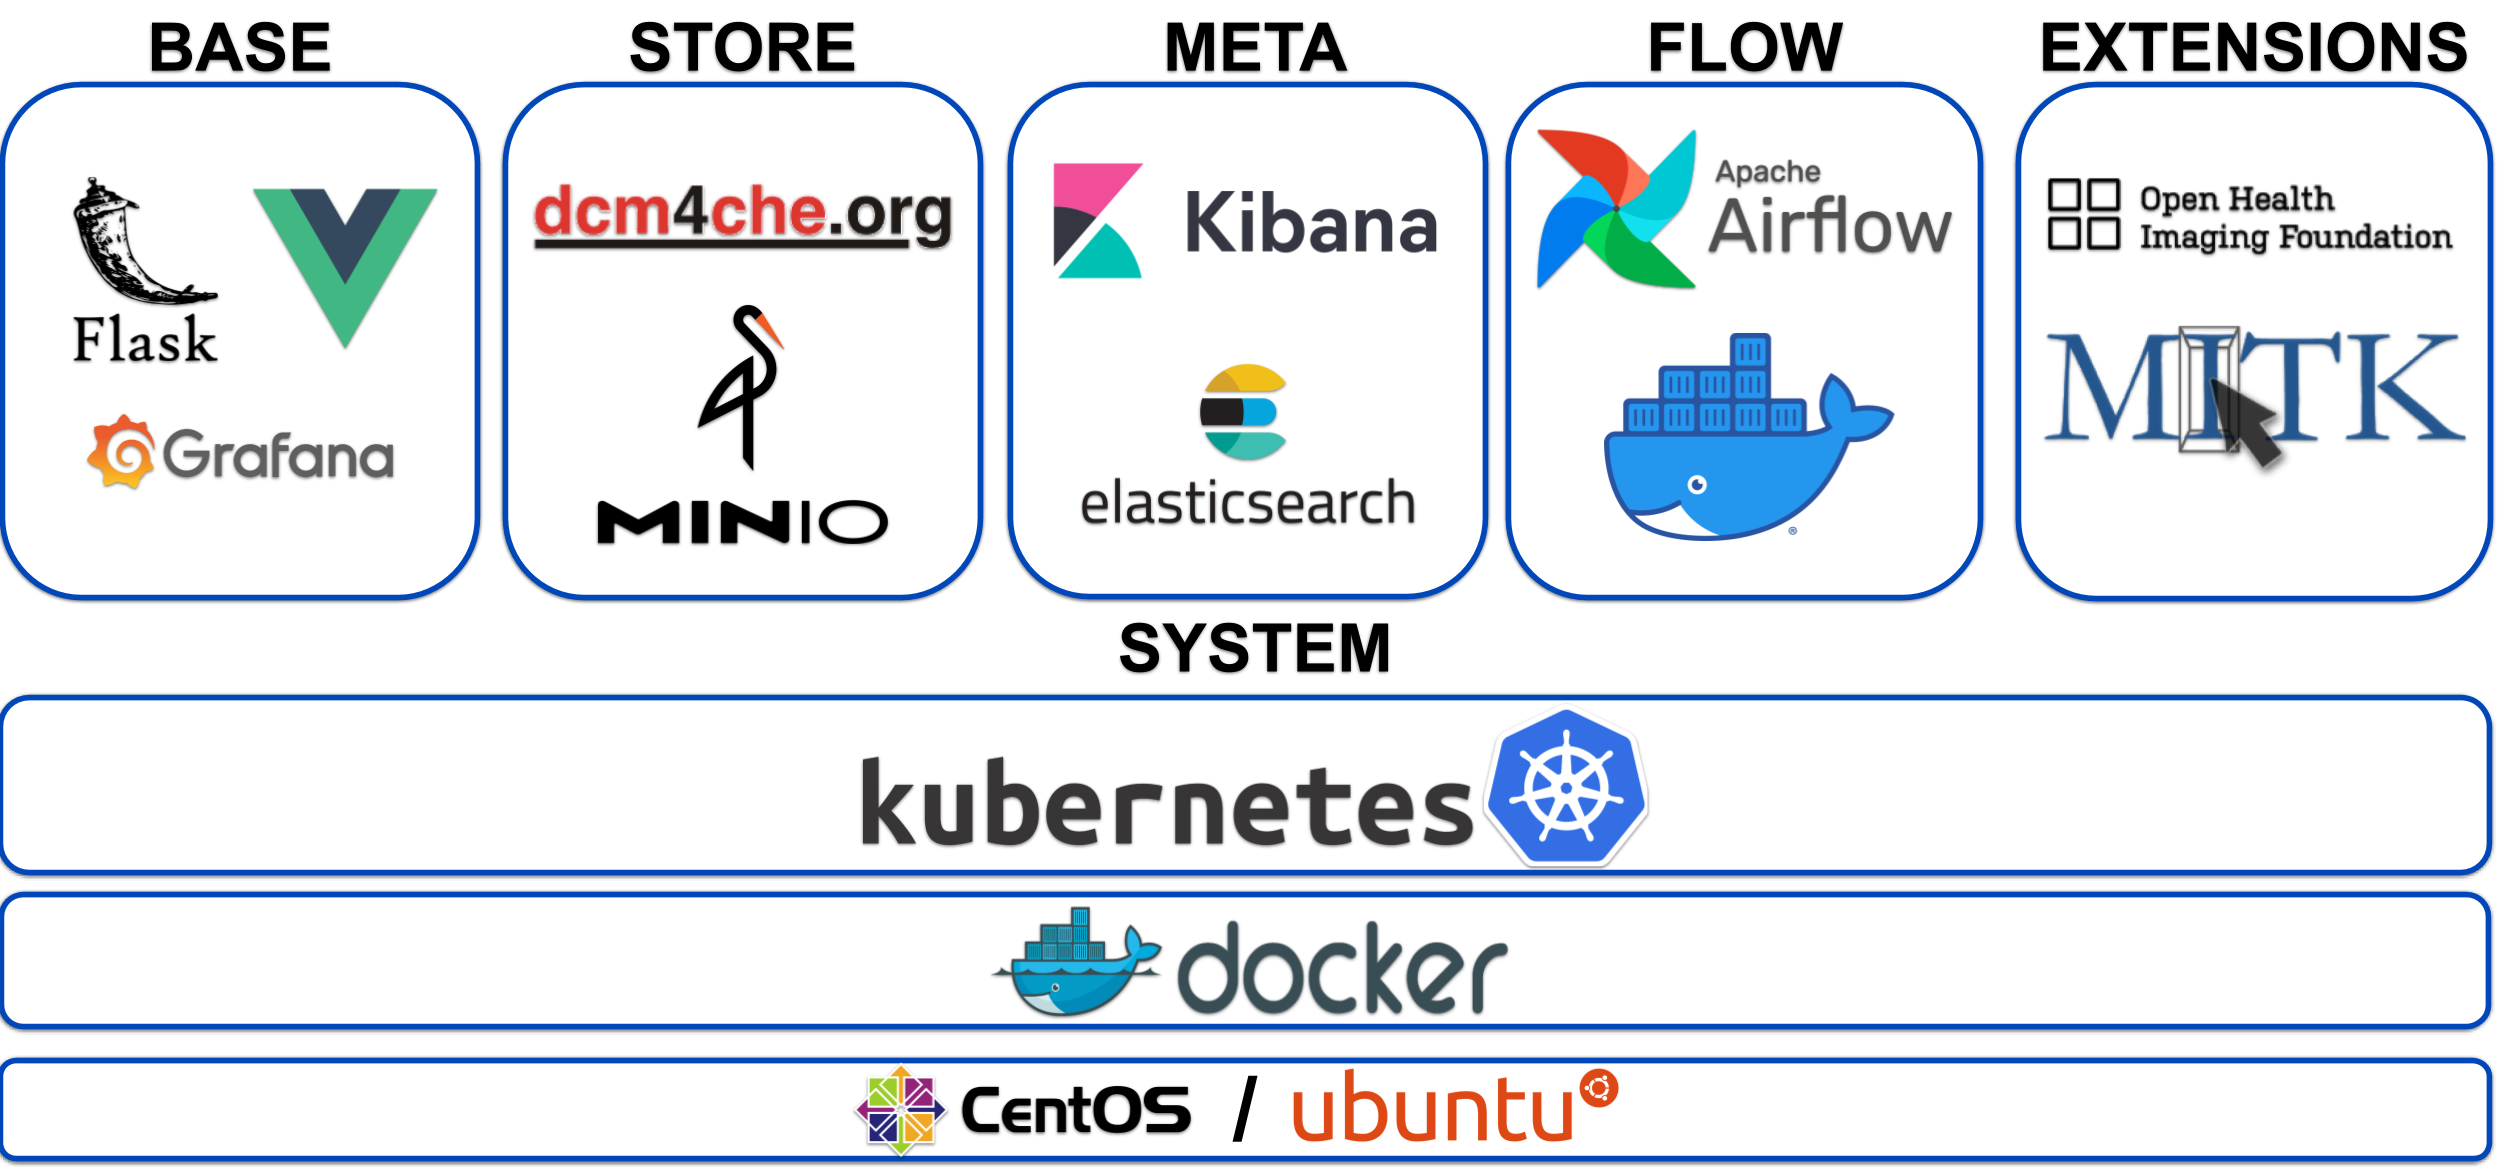 BASE
STORE
META
FLOW
EXTENSIONS
Flask
Grafana
dcm4che.org
MINIO
Kibana
elasticsearch
Apache
Airflow
®
Open Health
Imaging Foundation
MITK
SYSTEM
kubernetes
docker
CentOS / ubuntu